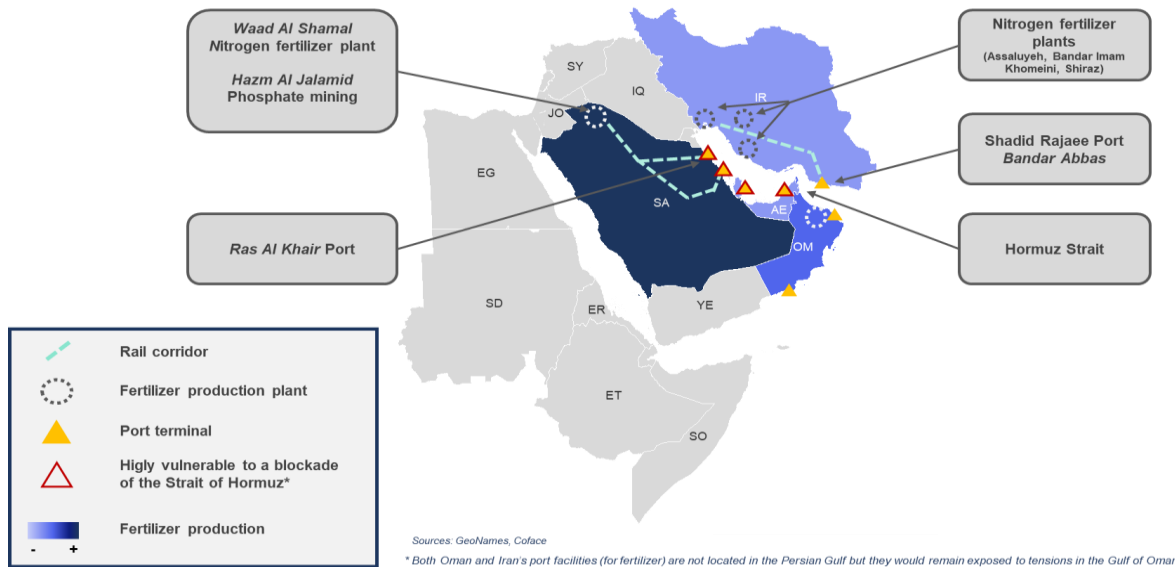 Waad Al Shamal
Nitrogen fertilizer plant
Hazm Al Jalamid
Phosphate mining
Nitrogen fertilizer
plants
(Assaluyeh, Bandar Imam
Khomeini, Shiraz)
Shadid Rajaee Port
Bandar Abbas
Ras Al Khair Port
Hormuz Strait
SY
IQ
IR
JO
EG
SA
AE
OM
SD
ER
YE
ET
SO
Rail corridor
Fertilizer production plant
Port terminal
Higly vulnerable to a blockade
of the Strait of Hormuz*
Fertilizer production
- +
Sources: GeoNames, Coface
* Both Oman and Iran's port facilities (for fertilizer) are not located in the Persian Gulf but they would remain exposed to tensions in the Gulf of Oman